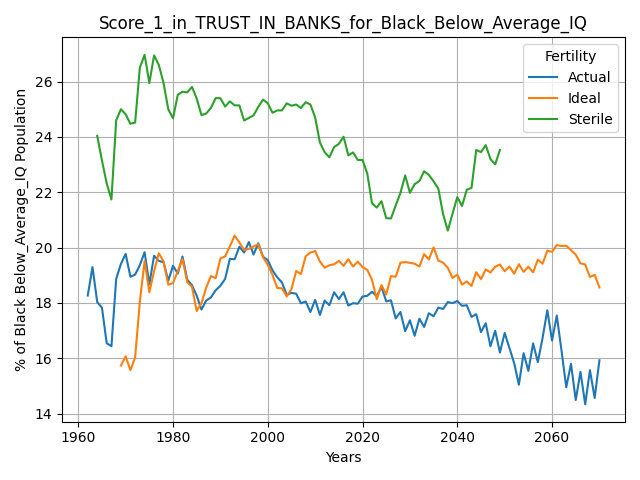 Score_1_in_TRUST_IN_BANKS_for_Black_Below_Average_IQ
% of Black Below_Average_IQ Population
26
24
22
20
18
16
14
Fertility
Actual
Ideal
Sterile
1960 1980 2000 2020 2040 2060
Years